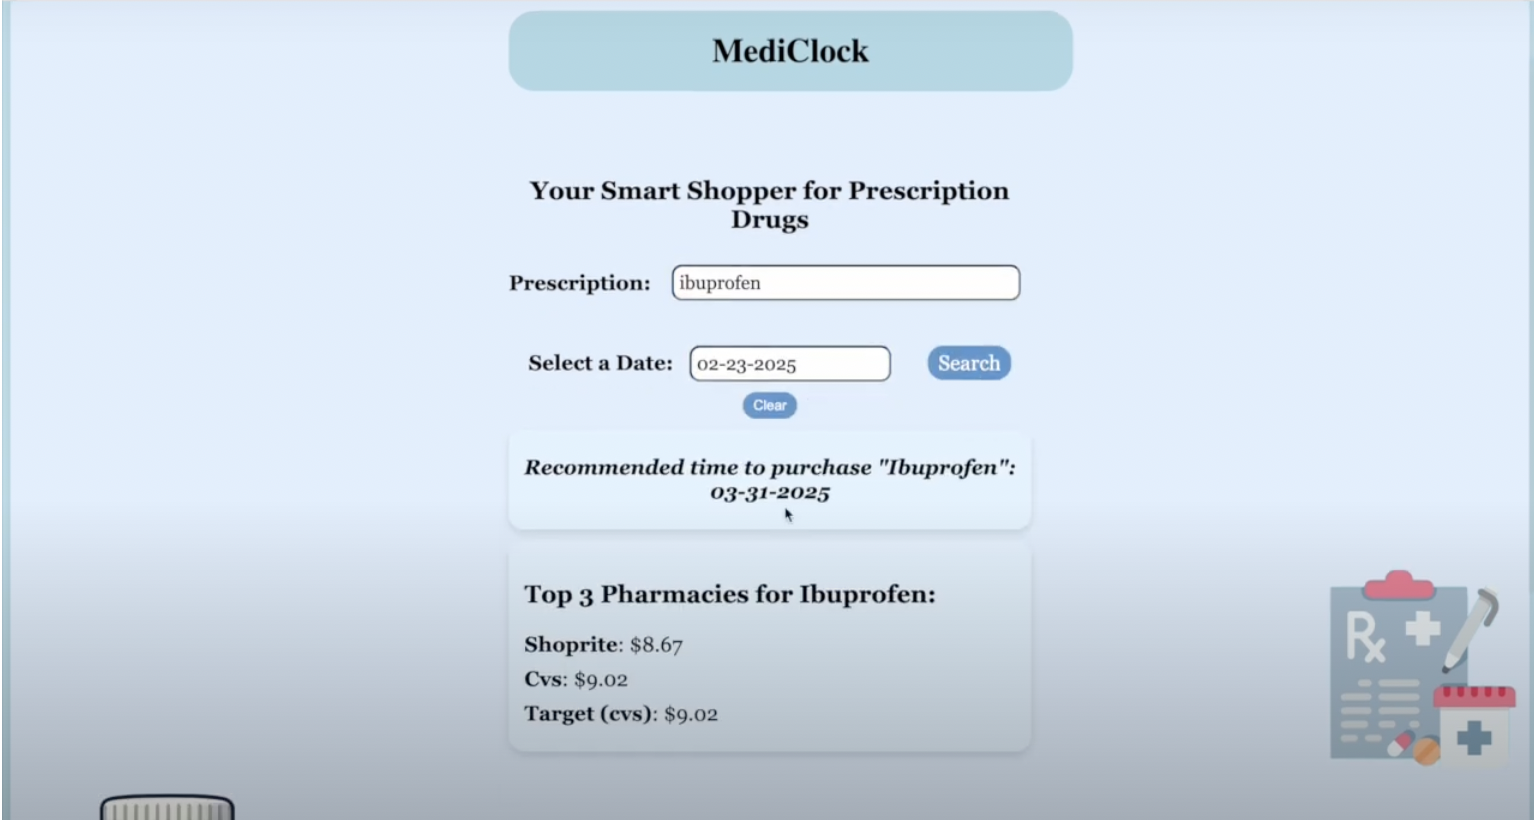 MediClock
Your Smart Shopper for Prescription
Drugs
Prescription: ibuprofen
Select a Date: 02-23-2025 Search
Clear
Recommended time to purchase "Ibuprofen":
03-31-2025
Top 3 Pharmacies for Ibuprofen:
Shoprite: $8.67
Cvs: $9.02
Target (cvs): $9.02
Rx